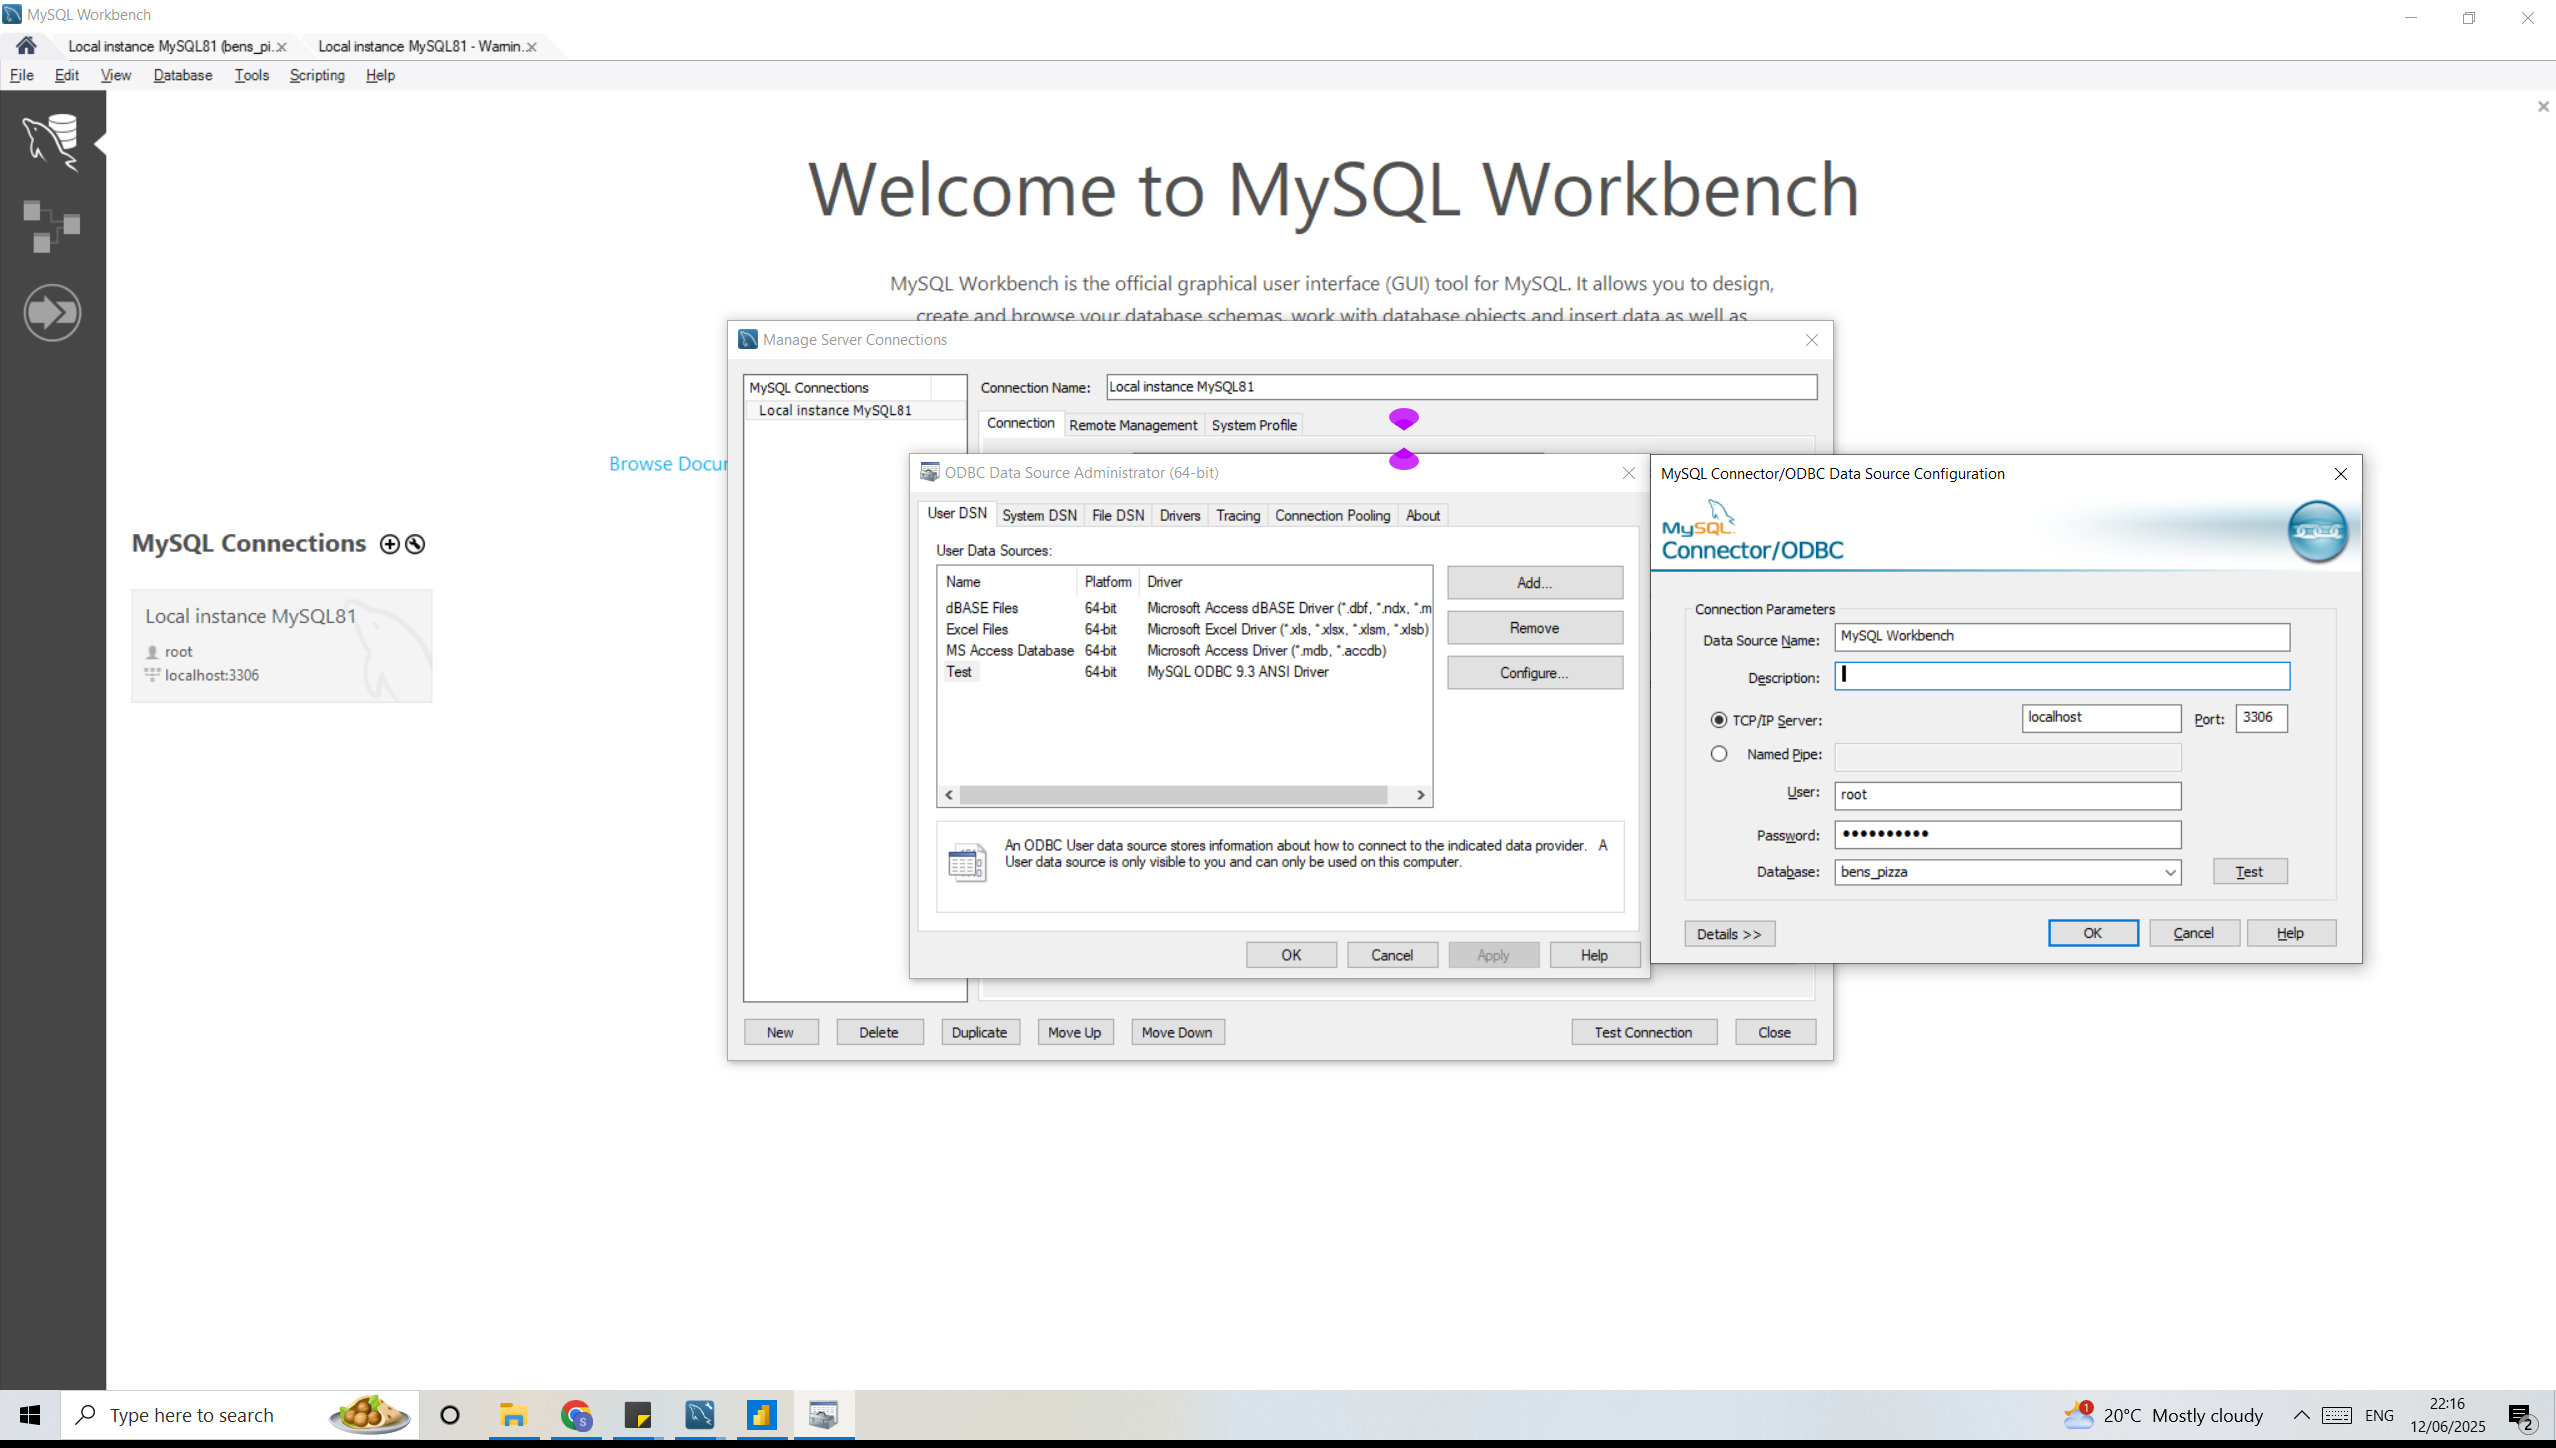 MySQL Workbench
Local instance MySQL81 (bens_pi...
Local instance MySQL81 - Warnin...
File Edit View Database Tools Scripting Help
Welcome to MySQL Workbench
MySQL Workbench is the official graphical user interface (GUI) tool for MySQL. It allows you to design,
create and browse your database schemas, work with database objects and insert data as well as
Browse Docu
MySQL Connections
Local instance MySQL81
root
localhost:3306
Manage Server Connections
MySQL Connections
Local instance MySQL81
Connection Name: Local instance MySQL81
Connection Remote Management System Profile
New Delete Duplicate Move Up Move Down Test Connection Close
ODBC Data Source Administrator (64-bit)
User DSN System DSN File DSN Drivers Tracing Connection Pooling About
User Data Sources:
Name Platform Driver
dBASE Files 64-bit Microsoft Access dBASE Driver (*.dbf, *.ndx, *.m
Excel Files 64-bit Microsoft Excel Driver (*.xls, *.xlsx, *.xlsm, *.xlsb)
MS Access Database 64-bit Microsoft Access Driver (*.mdb, *.accdb)
Test 64-bit MySQL ODBC 9.3 ANSI Driver
Add...
Remove
Configure...
An ODBC User data source stores information about how to connect to the indicated data provider. A
User data source is only visible to you and can only be used on this computer.
OK Cancel Apply Help
MySQL Connector/ODBC Data Source Configuration
MySQL
Connector/ODBC
Connection Parameters
Data Source Name: MySQL Workbench
Description:
TCP/IP Server: localhost Port: 3306
Named Pipe:
User: root
Password: ••••••••••
Database: bens_pizza Test
Details >> OK Cancel Help
Type here to search
S
1
20°C Mostly cloudy
ENG
22:16
12/06/2025
2